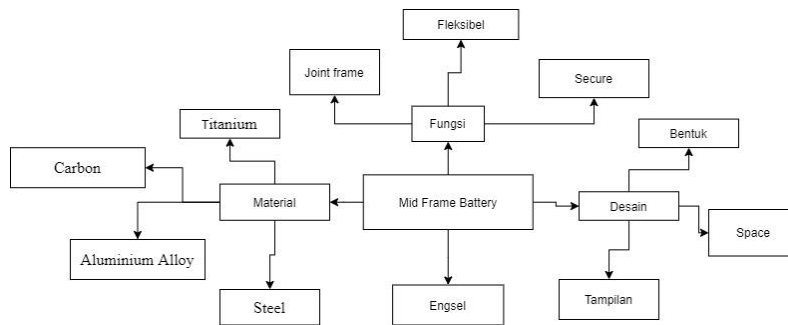 Fleksibel
Joint frame
Secure
Titanium
Fungsi
Bentuk
Carbon
Material
Mid Frame Battery
Desain
Space
Aluminium Alloy
Steel
Engsel
Tampilan